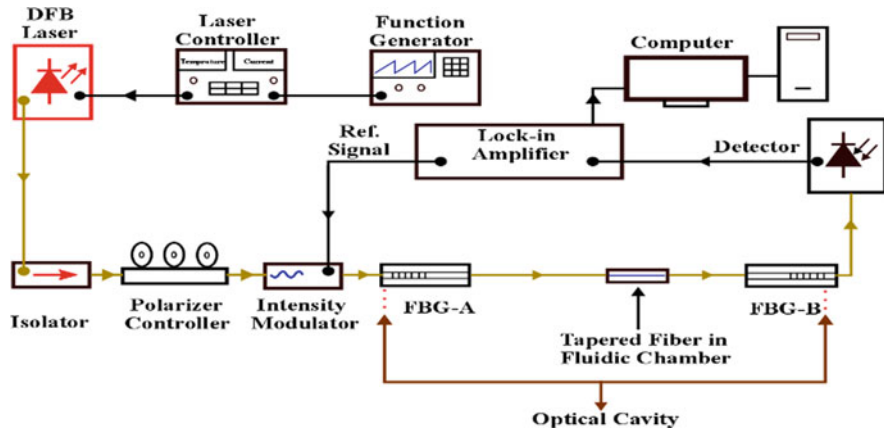 DFB
Laser
Laser
Controller
Temprature
Current
Function
Generator
Computer
Ref.
Signal
Lock-in
Amplifier
Detector
Isolator
Polarizer
Controller
Intensity
Modulator
FBG-A
FBG-B
Tapered Fiber in
Fluidic Chamber
Optical Cavity